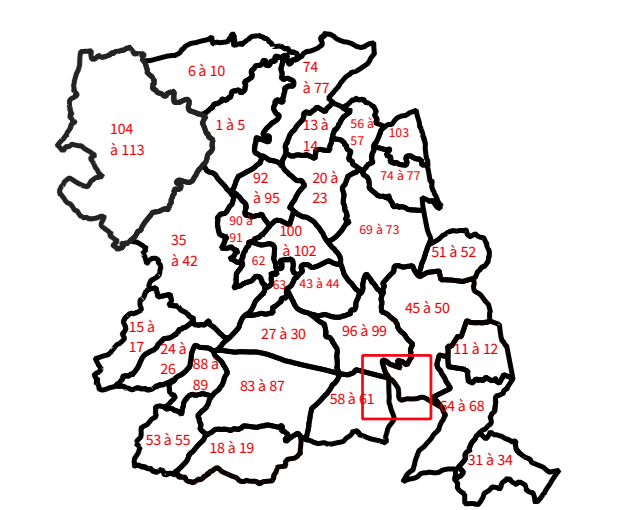 6 à 10
74
à 77
104
à 113
1 à 5
13 à
14
56 à
57
103
92
à 95
20 à
23
74 à 77
90 à
91
100
à 102
69 à 73
35
à 42
62
51 à 52
63
43 à 44
45 à 50
15 à
17
27 à 30
96 à 99
24 à
26
11 à 12
88 à
89
83 à 87
58 à 61
64 à 68
53 à 55
18 à 19
31 à 34